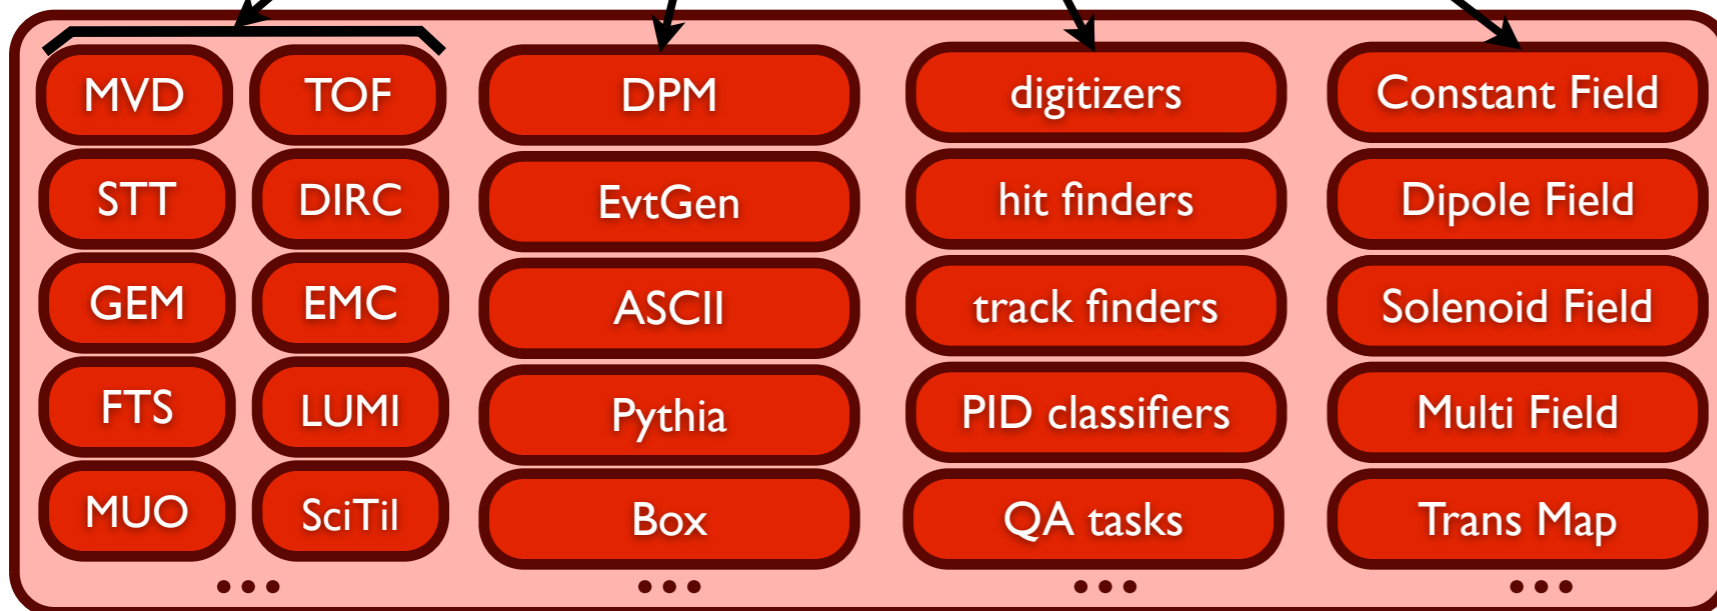 MVD TOF DPM digitizers Constant Field
STT DIRC EvtGen hit finders Dipole Field
GEM EMC ASCII track finders Solenoid Field
FTS LUMI Pythia PID classifiers Multi Field
MUO SciTil Box QA tasks Trans Map
... ... ... ...